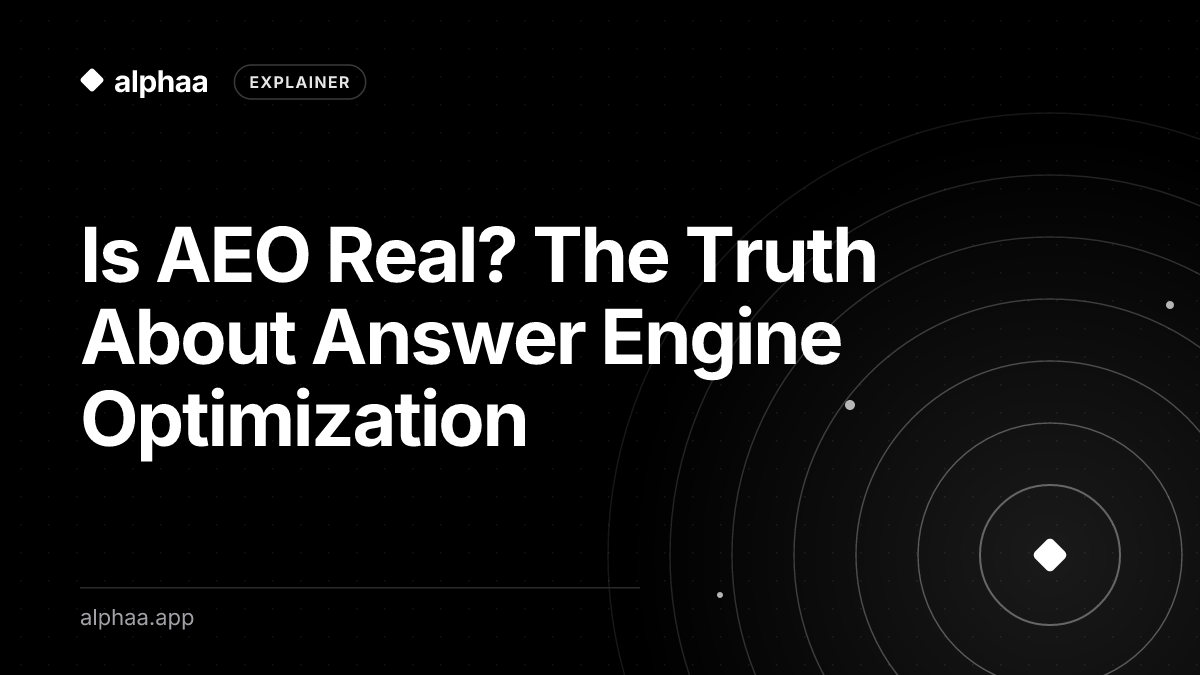 alphaa
EXPLAINER
Is AEO Real? The Truth
About Answer Engine
Optimization
alphaa.app